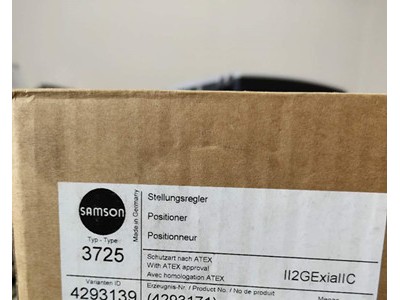 SAMSON
Made in Germany
Typ - Type
3725
Varianten ID
4293139
Stellungsregler
Positioner
Positionneur
Schutzart nach ATEX
With ATEX approval
Avec homologation ATEX
II2GExiaIIC
Erzeugnis-Nr. / Product No. / No de produit